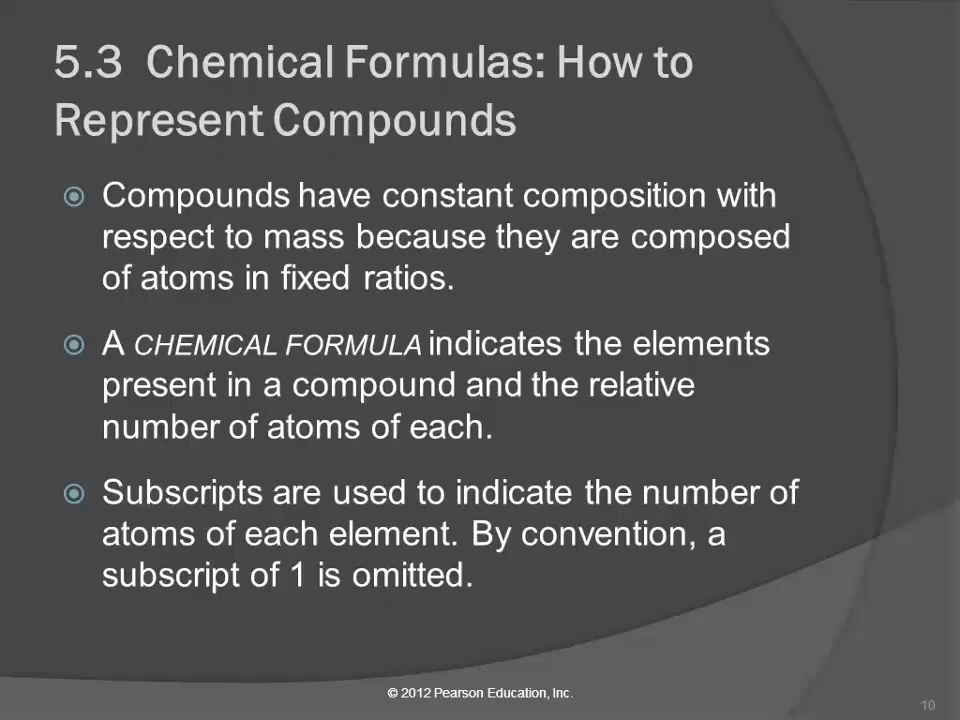 5.3 Chemical Formulas: How to
Represent Compounds
Compounds have constant composition with
respect to mass because they are composed
of atoms in fixed ratios.
A CHEMICAL FORMULA indicates the elements
present in a compound and the relative
number of atoms of each.
Subscripts are used to indicate the number of
atoms of each element. By convention, a
subscript of 1 is omitted.
© 2012 Pearson Education, Inc.
10